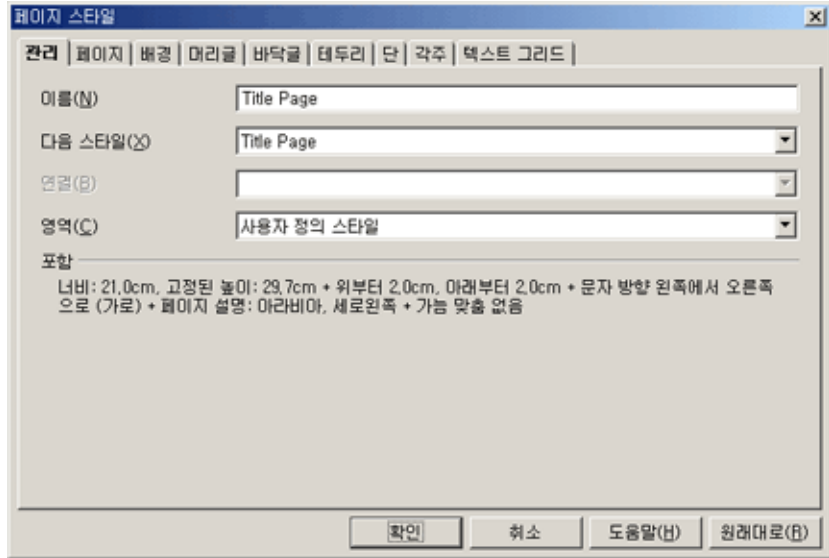 페이지 스타일
관리 페이지 배경 머리글 바닥글 테두리 단 각주 텍스트 그리드
이름(N) Title Page
다음 스타일(X) Title Page
연결(B)
영역(C) 사용자 정의 스타일
포함
너비: 21,0cm, 고정된 높이: 29,7cm + 위부터 2,0cm, 아래부터 2,0cm + 문자 방향 왼쪽에서 오른쪽
으로 (가로) + 페이지 설명: 아라비아, 세로왼쪽 + 가늠 맞춤 없음
확인 취소 도움말(H) 원래대로(R)